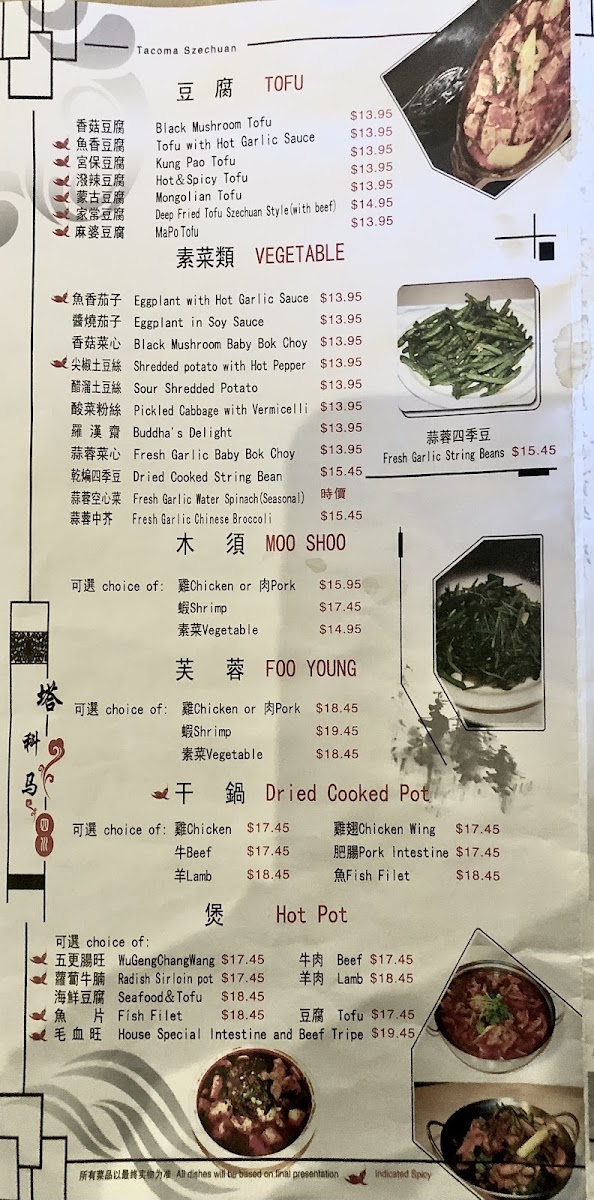 Tacoma Szechuan
豆 腐 TOFU
香菇豆腐 Black Mushroom Tofu $13.95
魚香豆腐 Tofu with Hot Garlic Sauce $13.95
宮保豆腐 Kung Pao Tofu $13.95
潑辣豆腐 Hot&Spicy Tofu $13.95
蒙古豆腐 Mongolian Tofu $13.95
家常豆腐 Deep Fried Tofu Szechuan Style(with beef) $14.95
麻婆豆腐 MaPo Tofu $13.95
素菜類 VEGETABLE
魚香茄子 Eggplant with Hot Garlic Sauce $13.95
醬燒茄子 Eggplant in Soy Sauce $13.95
香菇菜心 Black Mushroom Baby Bok Choy $13.95
尖椒土豆絲 Shredded potato with Hot Pepper $13.95
醋溜土豆絲 Sour Shredded Potato $13.95
酸菜粉絲 Pickled Cabbage with Vermicelli $13.95
羅 漢 齋 Buddha's Delight $13.95
蒜蓉菜心 Fresh Garlic Baby Bok Choy $13.95
乾煸四季豆 Dried Cooked String Bean $15.45
蒜蓉空心菜 Fresh Garlic Water Spinach(Seasonal) 時價
蒜蓉中芥 Fresh Garlic Chinese Broccoli $15.45
蒜蓉四季豆
Fresh Garlic String Beans $15.45
木 須 MOO SHOO
可選 choice of: 雞Chicken or 肉Pork $15.95
蝦Shrimp $17.45
素菜Vegetable $14.95
芙 蓉 FOO YOUNG
可選 choice of: 雞Chicken or 肉Pork $18.45
蝦Shrimp $19.45
素菜Vegetable $18.45
塔
科
马
四川
干 鍋 Dried Cooked Pot
可選 choice of: 雞Chicken $17.45 雞翅Chicken Wing $17.45
牛Beef $17.45 肥腸Pork Intestine $17.45
羊Lamb $18.45 魚Fish Filet $18.45
煲 Hot Pot
可選 choice of:
五更腸旺 WuGengChangWang $17.45 牛肉 Beef $17.45
蘿蔔牛腩 Radish Sirloin pot $17.45 羊肉 Lamb $18.45
海鮮豆腐 Seafood&Tofu $18.45
魚 片 Fish Filet $18.45 豆腐 Tofu $17.45
毛血旺 House Special Intestine and Beef Tripe $19.45
所有菜品以最终实物为准 All dishes will be based on final presentation Indicated Spicy